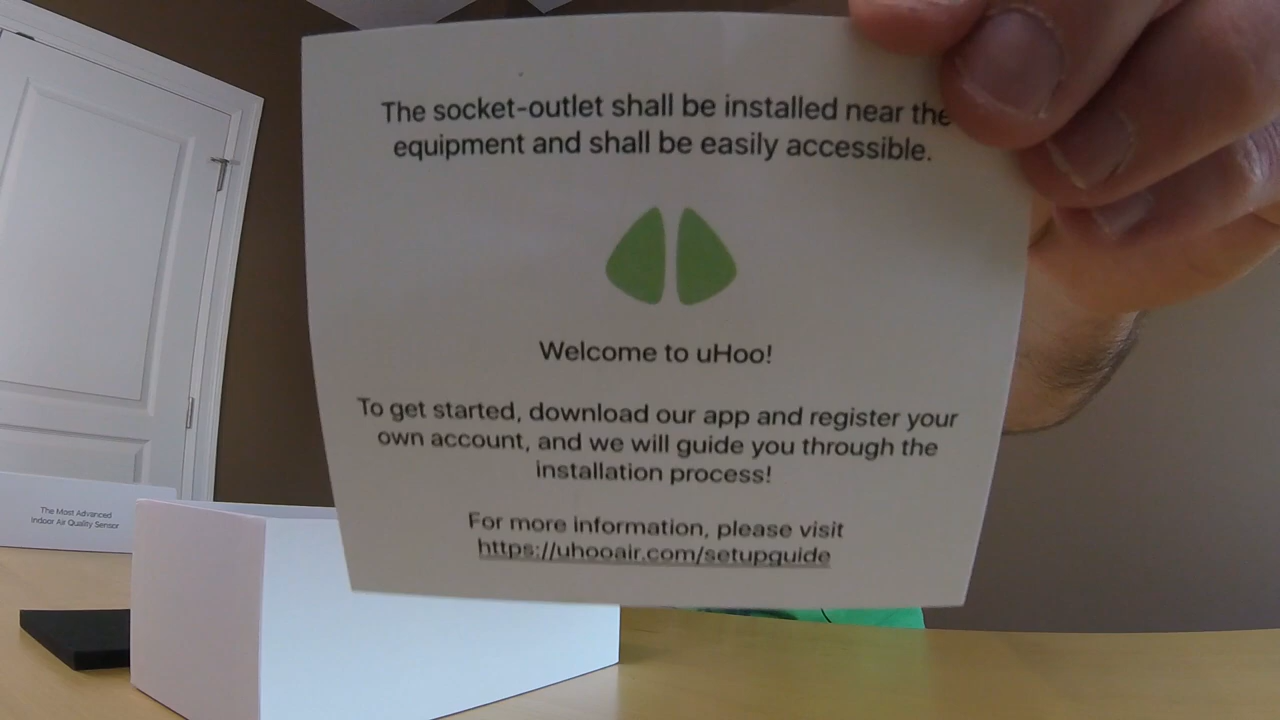 The socket-outlet shall be installed near the
equipment and shall be easily accessible.
Welcome to uHoo!
To get started, download our app and register your
own account, and we will guide you through the
installation process!
For more information, please visit
https://uhooair.com/setupguide
The Most Advanced
Indoor Air Quality Sensor